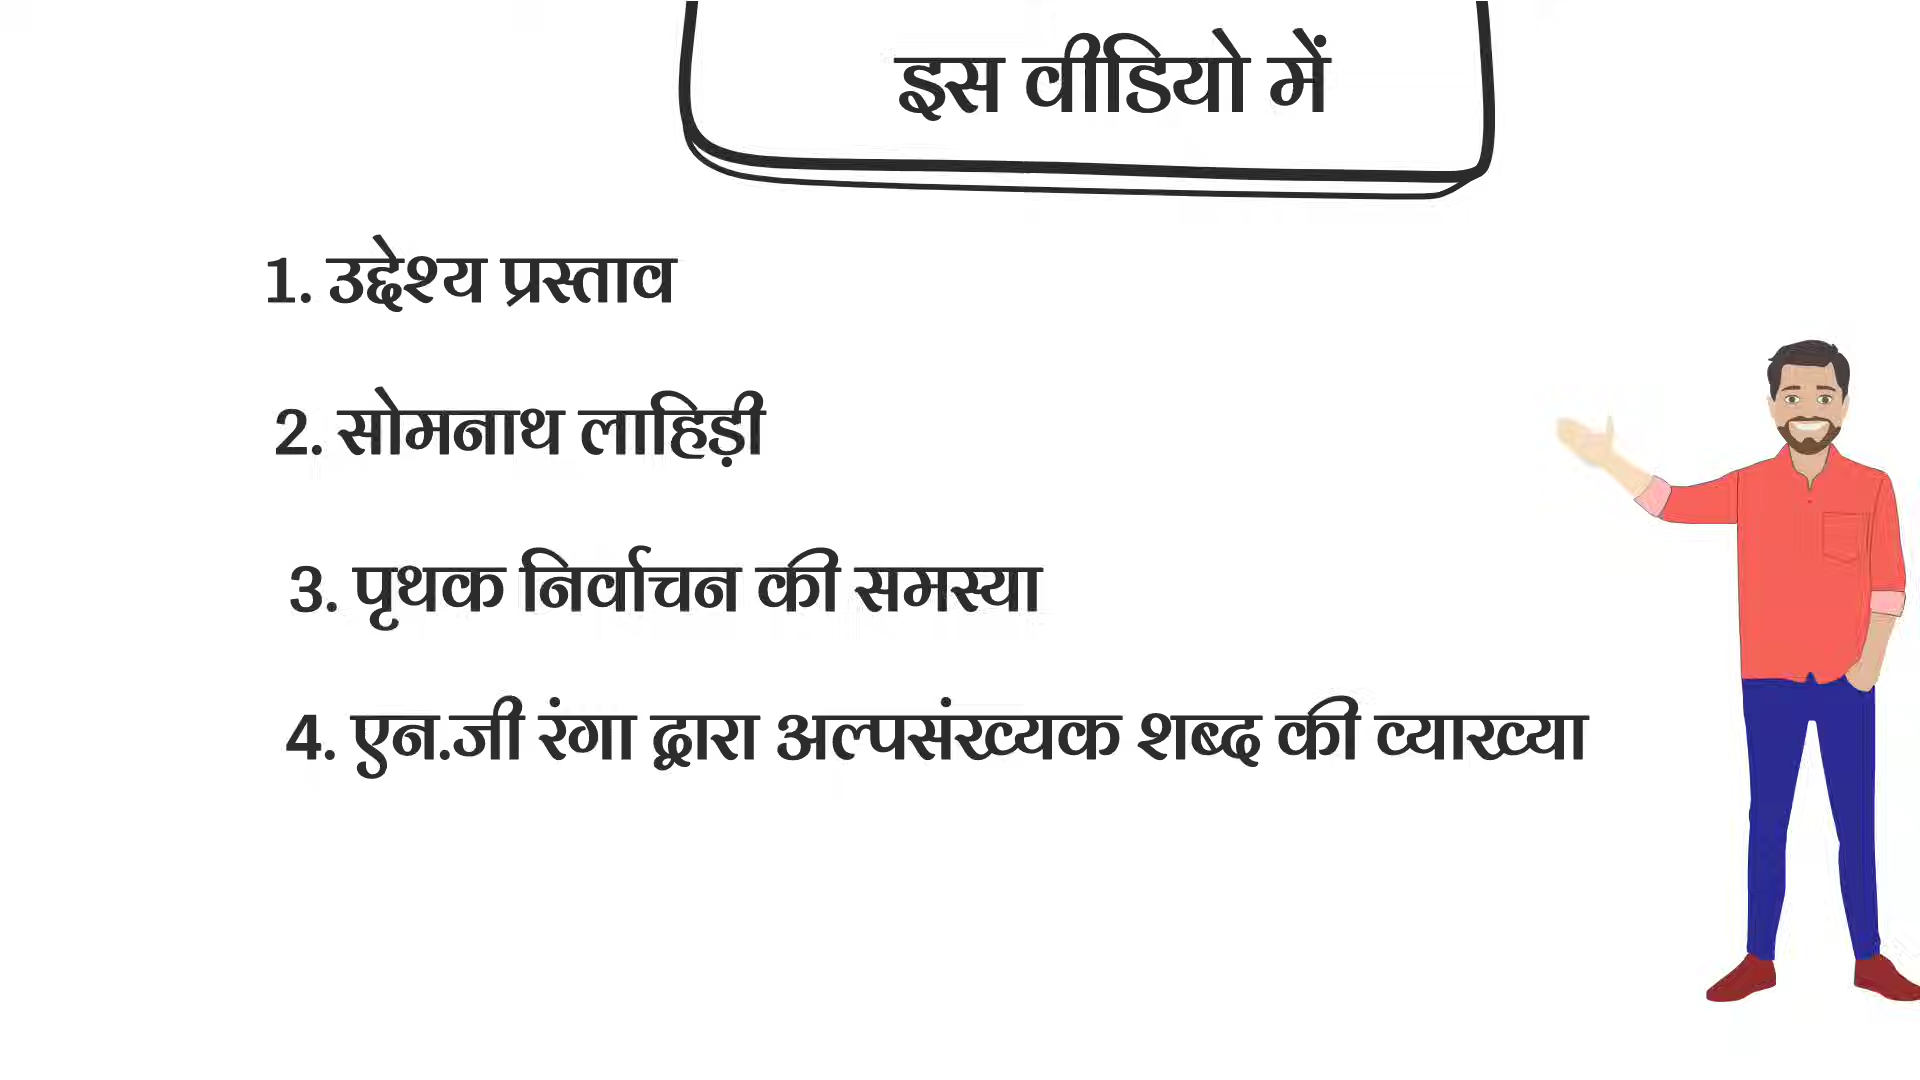 इस वीडियो में
1. उद्देश्य प्रस्ताव
2. सोमनाथ लाहिड़ी
3. पृथक निर्वाचन की समस्या
4. एन.जी रंगा द्वारा अल्पसंख्यक शब्द की व्याख्या